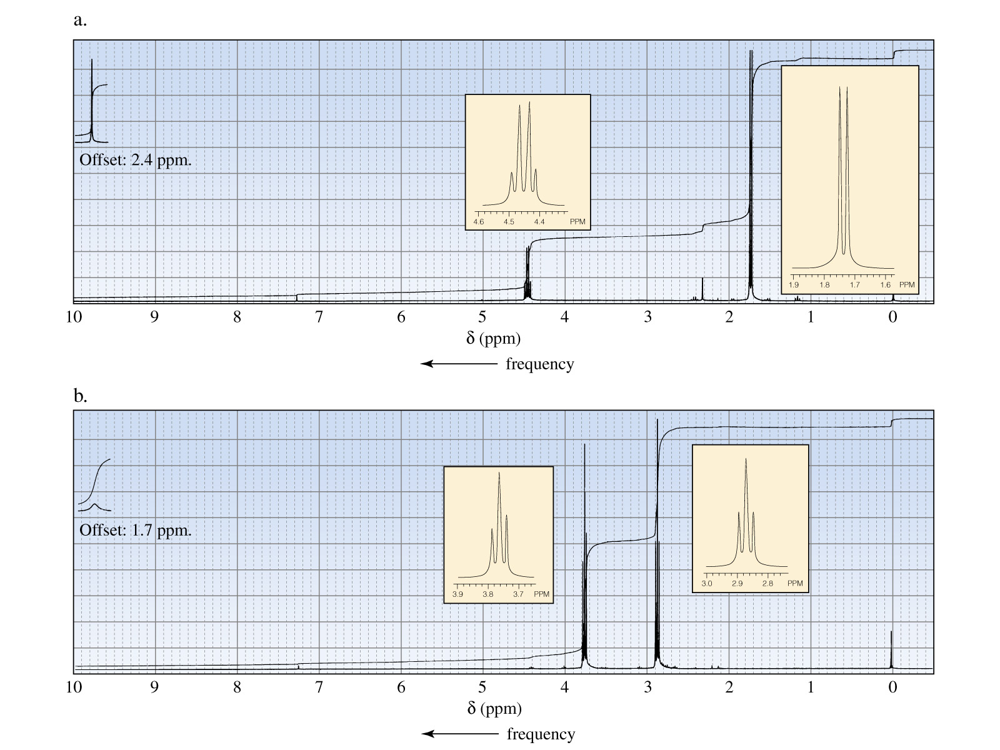 a.
Offset: 2.4 ppm.
4.6 4.5 4.4 PPM
1.9 1.8 1.7 1.6 PPM
10 9 8 7 6 5 4 3 2 1 0
δ (ppm)
frequency
b.
Offset: 1.7 ppm.
3.9 3.8 3.7 PPM
3.0 2.9 2.8 PPM
10 9 8 7 6 5 4 3 2 1 0
δ (ppm)
frequency